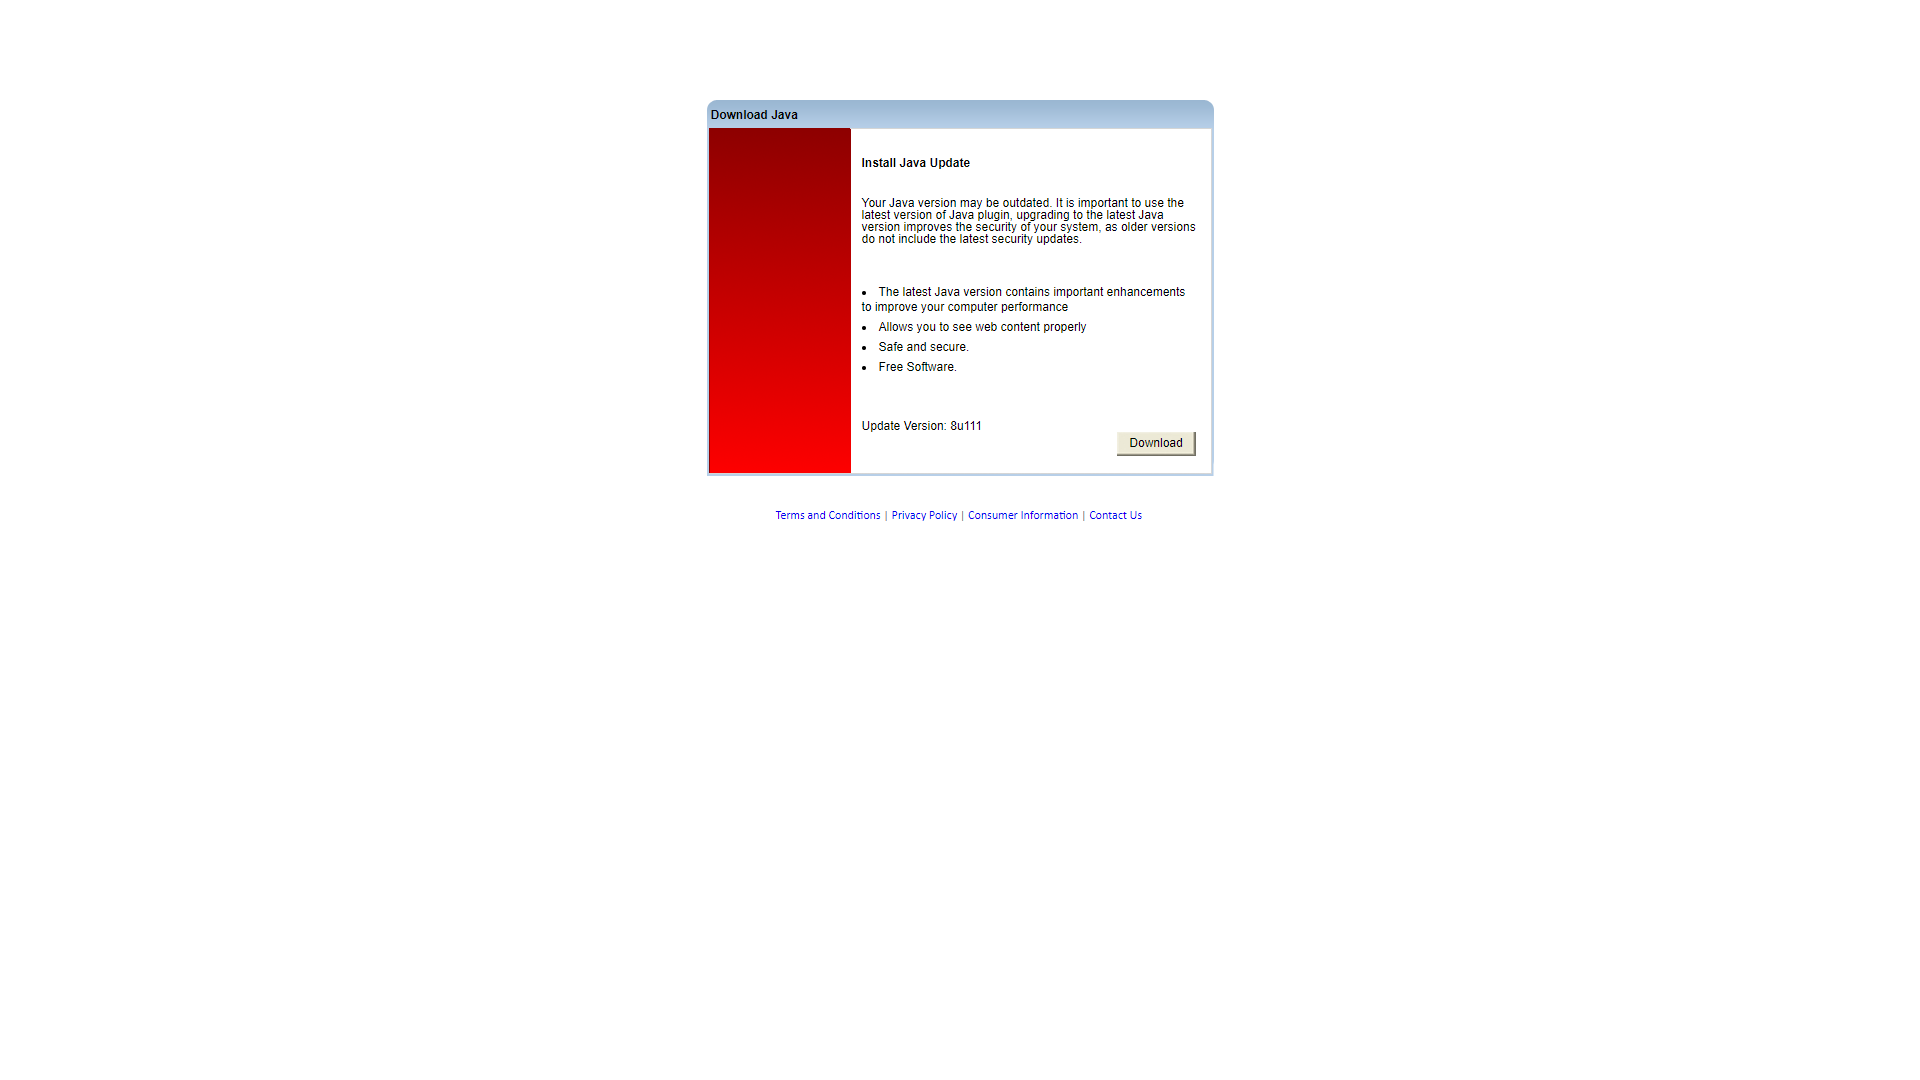 Download Java
Install Java Update
Your Java version may be outdated. It is important to use the
latest version of Java plugin, upgrading to the latest Java
version improves the security of your system, as older versions
do not include the latest security updates.
• The latest Java version contains important enhancements
to improve your computer performance
• Allows you to see web content properly
• Safe and secure.
• Free Software.
Update Version: 8u111
Download
Terms and Conditions | Privacy Policy | Consumer Information | Contact Us